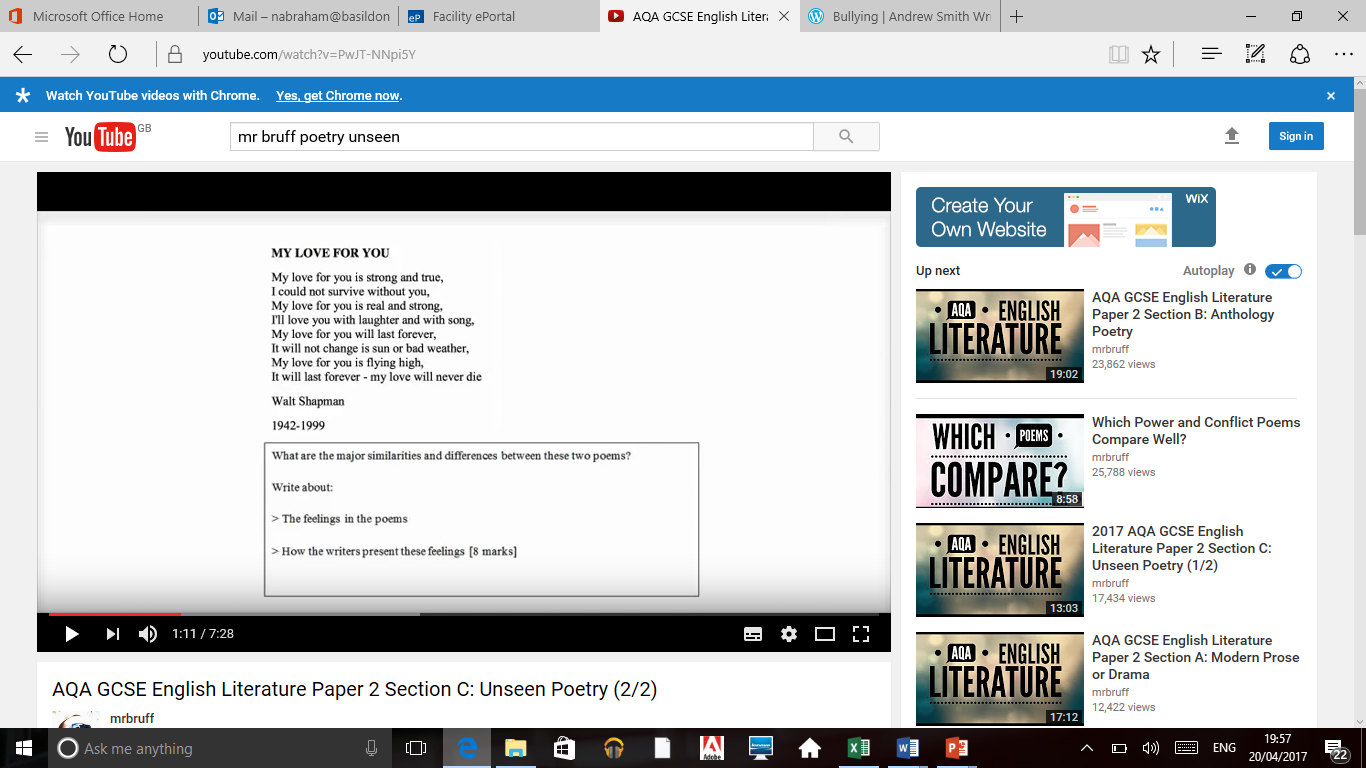 Microsoft Office Home
Mail – nabraham@basildon
Facility ePortal
AQA GCSE English Litera
Bullying | Andrew Smith Wri
youtube.com/watch?v=PwJT-NNpi5Y
Watch YouTube videos with Chrome. Yes, get Chrome now.
YouTube GB
mr bruff poetry unseen
Sign in
MY LOVE FOR YOU
My love for you is strong and true,
I could not survive without you,
My love for you is real and strong,
I'll love you with laughter and with song,
My love for you will last forever,
It will not change is sun or bad weather,
My love for you is flying high,
It will last forever - my love will never die
Walt Shapman
1942-1999
What are the major similarities and differences between these two poems?
Write about:
> The feelings in the poems
> How the writers present these feelings [8 marks]
1:11 / 7:28
AQA GCSE English Literature Paper 2 Section C: Unseen Poetry (2/2)
mrbruff
Create Your
Own Website
WiX
Up next
Autoplay
AQA ENGLISH
LITERATURE
19:02
AQA GCSE English Literature
Paper 2 Section B: Anthology
Poetry
mrbruff
23,862 views
WHICH POEMS
COMPARE?
8:58
Which Power and Conflict Poems
Compare Well?
mrbruff
25,788 views
AQA ENGLISH
LITERATURE
13:03
2017 AQA GCSE English
Literature Paper 2 Section C:
Unseen Poetry (1/2)
mrbruff
17,434 views
AQA ENGLISH
LITERATURE
17:12
AQA GCSE English Literature
Paper 2 Section A: Modern Prose
or Drama
mrbruff
12,422 views
Ask me anything
Adobe
ENG
19:57
20/04/2017
22